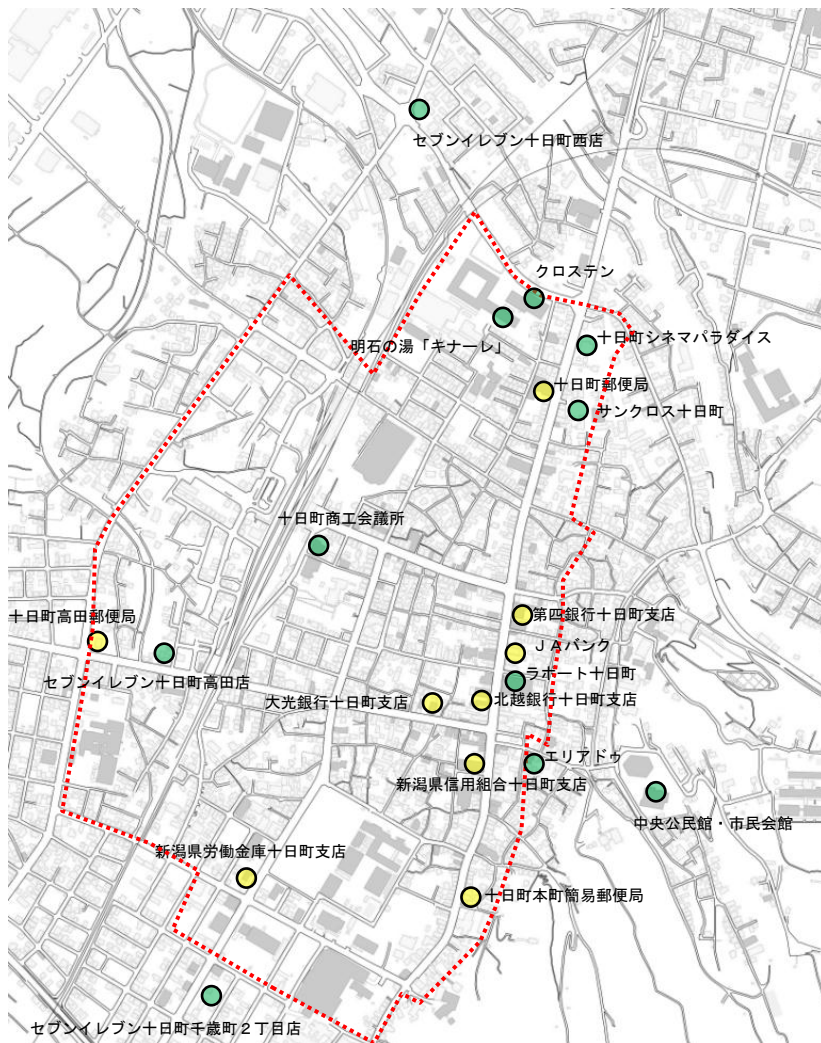 セブンイレブン十日町西店
クロステン
十日町シネマパラダイス
明石の湯「キナーレ」
十日町郵便局
サンクロス十日町
十日町商工会議所
十日町高田郵便局
第四銀行十日町支店
ＪＡバンク
セブンイレブン十日町高田店
ラポート十日町
大光銀行十日町支店
北越銀行十日町支店
エリアドゥ
新潟県信用組合十日町支店
中央公民館・市民会館
新潟県労働金庫十日町支店
十日町本町簡易郵便局
セブンイレブン十日町千歳町２丁目店